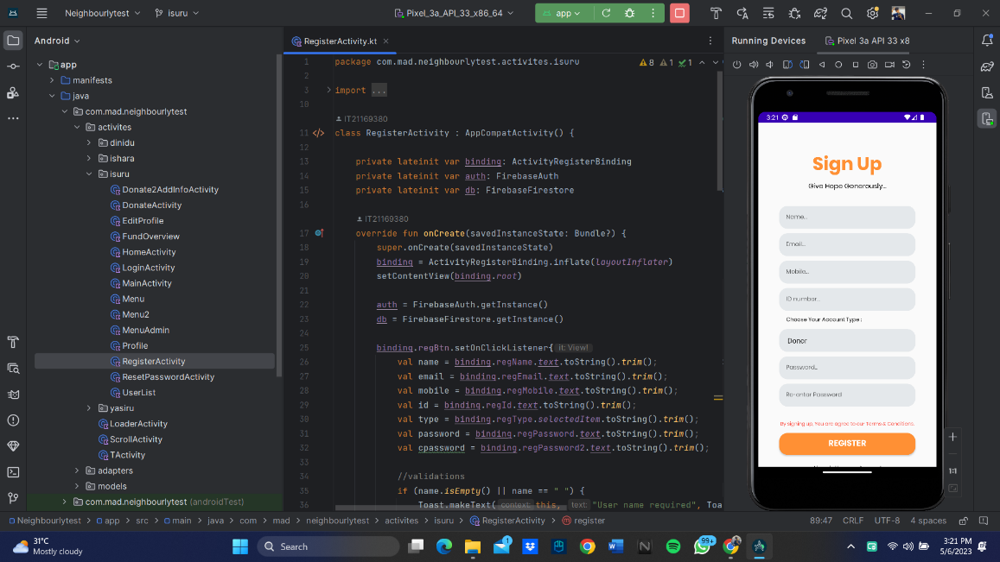 Neighbourlytest
isuru
Pixel_3a_API_33_x86_64
app
Android
RegisterActivity.kt
Running Devices
Pixel 3a API 33 x8
app
manifests
java
com.mad.neighbourlytest
activites
dinidu
ishara
isuru
Donate2AddInfoActivity
DonateActivity
EditProfile
FundOverview
HomeActivity
LoginActivity
MainActivity
Menu
Menu2
MenuAdmin
Profile
RegisterActivity
ResetPasswordActivity
UserList
yasiru
LoaderActivity
ScrollActivity
TActivity
adapters
models
com.mad.neighbourlytest (androidTest)
8 1 1
1 package com.mad.neighbourlytest.activites.isuru
2
3 import ...
10
IT21169380
11 class RegisterActivity : AppCompatActivity() {
12
13 private lateinit var binding: ActivityRegisterBinding
14 private lateinit var auth: FirebaseAuth
15 private lateinit var db: FirebaseFirestore
16
IT21169380
17 override fun onCreate(savedInstanceState: Bundle?) {
18 super.onCreate(savedInstanceState)
19 binding = ActivityRegisterBinding.inflate(layoutInflater)
20 setContentView(binding.root)
21
22 auth = FirebaseAuth.getInstance()
23 db = FirebaseFirestore.getInstance()
24
25 binding.regBtn.setOnClickListener{ it: View!
26 val name = binding.regName.text.toString().trim();
27 val email = binding.regEmail.text.toString().trim();
28 val mobile = binding.regMobile.text.toString().trim();
29 val id = binding.regId.text.toString().trim();
30 val type = binding.regType.selectedItem.toString().trim();
31 val password = binding.regPassword.text.toString().trim();
32 val cpassword = binding.regPassword2.text.toString().trim();
33
34 //validations
35 if (name.isEmpty() || name == " ") {
36 Toast.makeText( context: this, text: "User name required", Toa
3:21
Sign Up
Give Hope Generously...
Name...
Email...
Mobile...
ID number...
Choose Your Account Type :
Donor
Password...
Re-enter Password
By signing up, You are agree to our Terms & Conditions.
REGISTER
1:1
Neighbourlytest
app
src
main
java
com
mad
neighbourlytest
activites
isuru
RegisterActivity
register
89:47 CRLF UTF-8 4 spaces
31°C
Mostly cloudy
Search
1
99+
3:21 PM
5/6/2023